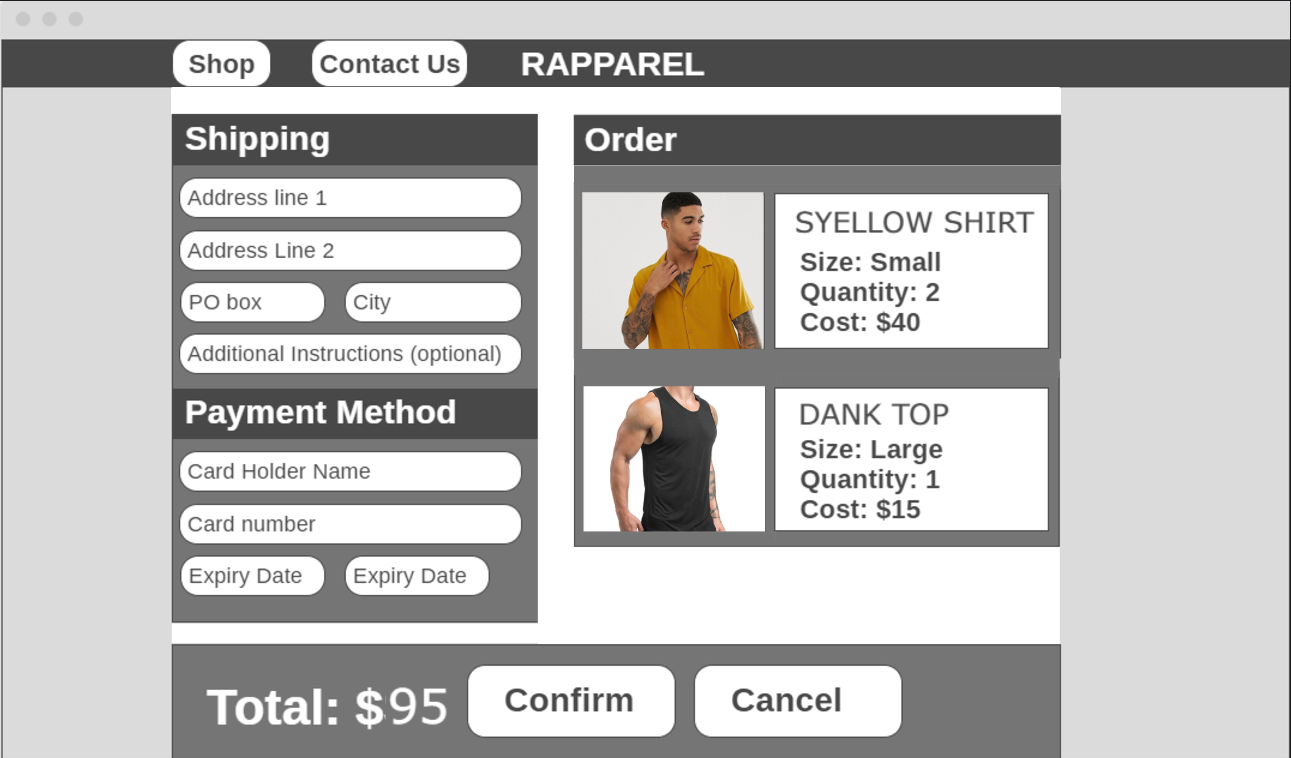 Shop Contact Us RAPPAREL
Shipping
Address line 1
Address Line 2
PO box City
Additional Instructions (optional)
Payment Method
Card Holder Name
Card number
Expiry Date Expiry Date
Order
SYELLOW SHIRT
Size: Small
Quantity: 2
Cost: $40
DANK TOP
Size: Large
Quantity: 1
Cost: $15
Total: $95 Confirm Cancel